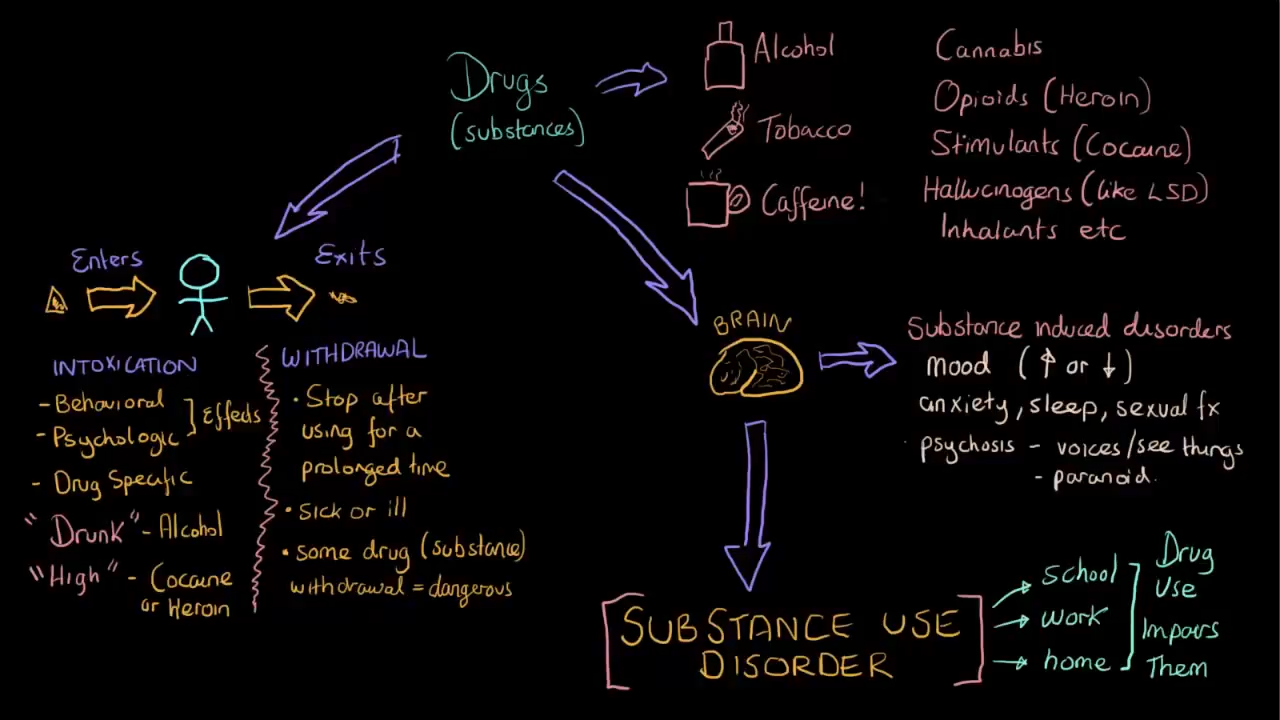 Drugs
(substances)
Alcohol
Tobacco
Caffeine!
Cannabis
Opioids (Heroin)
Stimulants (Cocaine)
Hallucinogens (like LSD)
Inhalants etc
Enters
Exits
INTOXICATION
- Behavioral
- Psychologic
Effects
- Drug Specific
"Drunk" - Alcohol
"High" - Cocaine
or Heroin
WITHDRAWAL
• Stop after
using for a
prolonged time
• Sick or ill
• some drug (substance)
withdrawal = dangerous
BRAIN
Substance induced disorders
mood (↑ or ↓)
anxiety, sleep, sexual fx
psychosis - voices/see things
- paranoid.
SUBSTANCE USE
DISORDER
school
work
home
Drug
Use
Impairs
Them